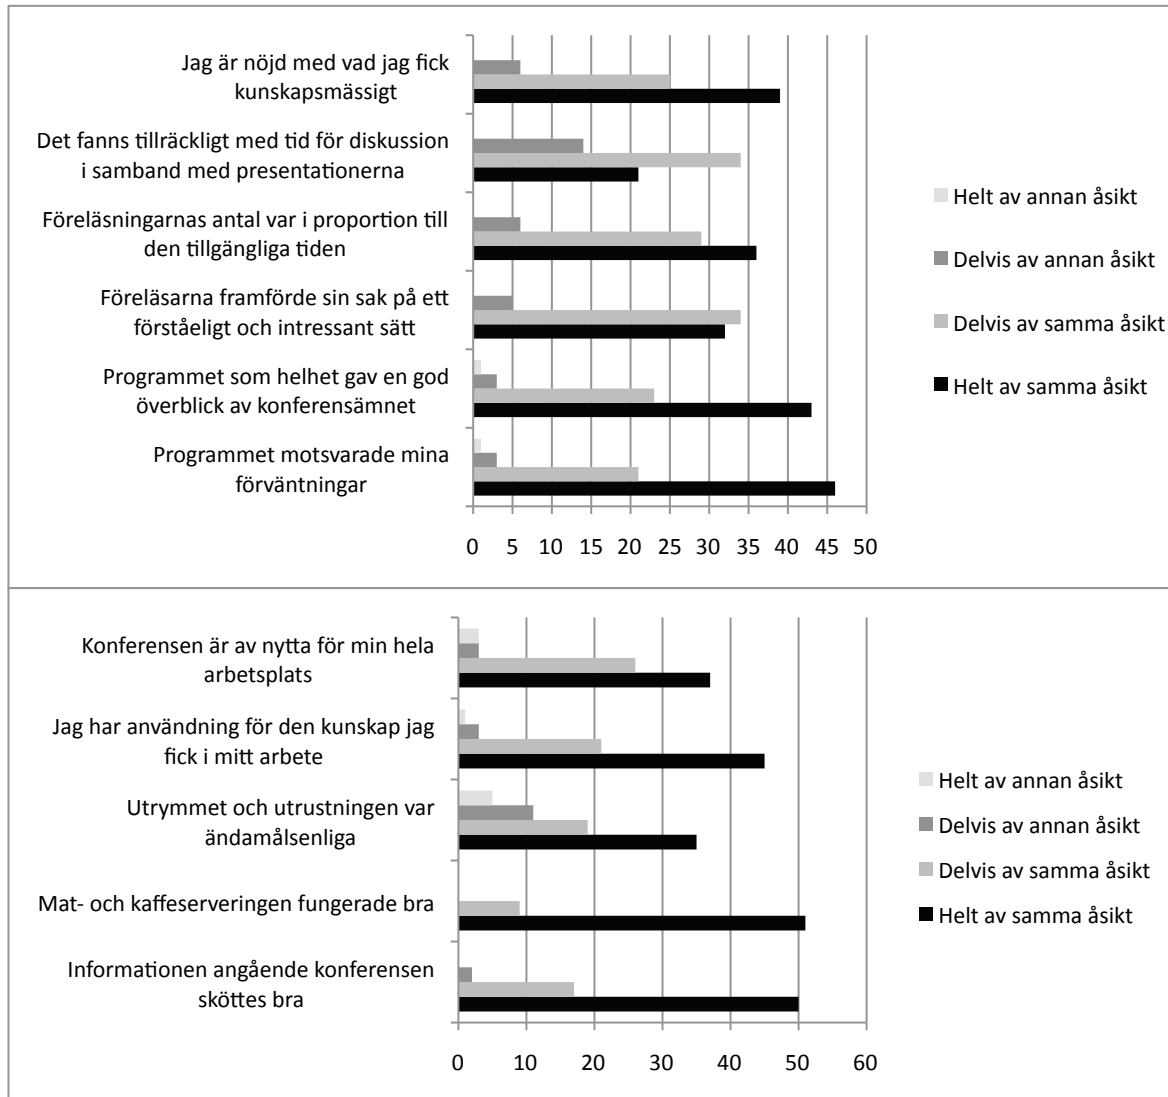 Jag är nöjd med vad jag fick
kunskapsmässigt
Det fanns tillräckligt med tid för diskussion
i samband med presentationerna
Föreläsningarnas antal var i proportion till
den tillgängliga tiden
Föreläsarna framförde sin sak på ett
förståeligt och intressant sätt
Programmet som helhet gav en god
överblick av konferensämnet
Programmet motsvarade mina
förväntningar
0 5 10 15 20 25 30 35 40 45 50
Helt av annan åsikt
Delvis av annan åsikt
Delvis av samma åsikt
Helt av samma åsikt
Konferensen är av nytta för min hela
arbetsplats
Jag har användning för den kunskap jag
fick i mitt arbete
Utrymmet och utrustningen var
ändamålsenliga
Mat- och kaffeserveringen fungerade bra
Informationen angående konferensen
sköttes bra
0 10 20 30 40 50 60
Helt av annan åsikt
Delvis av annan åsikt
Delvis av samma åsikt
Helt av samma åsikt